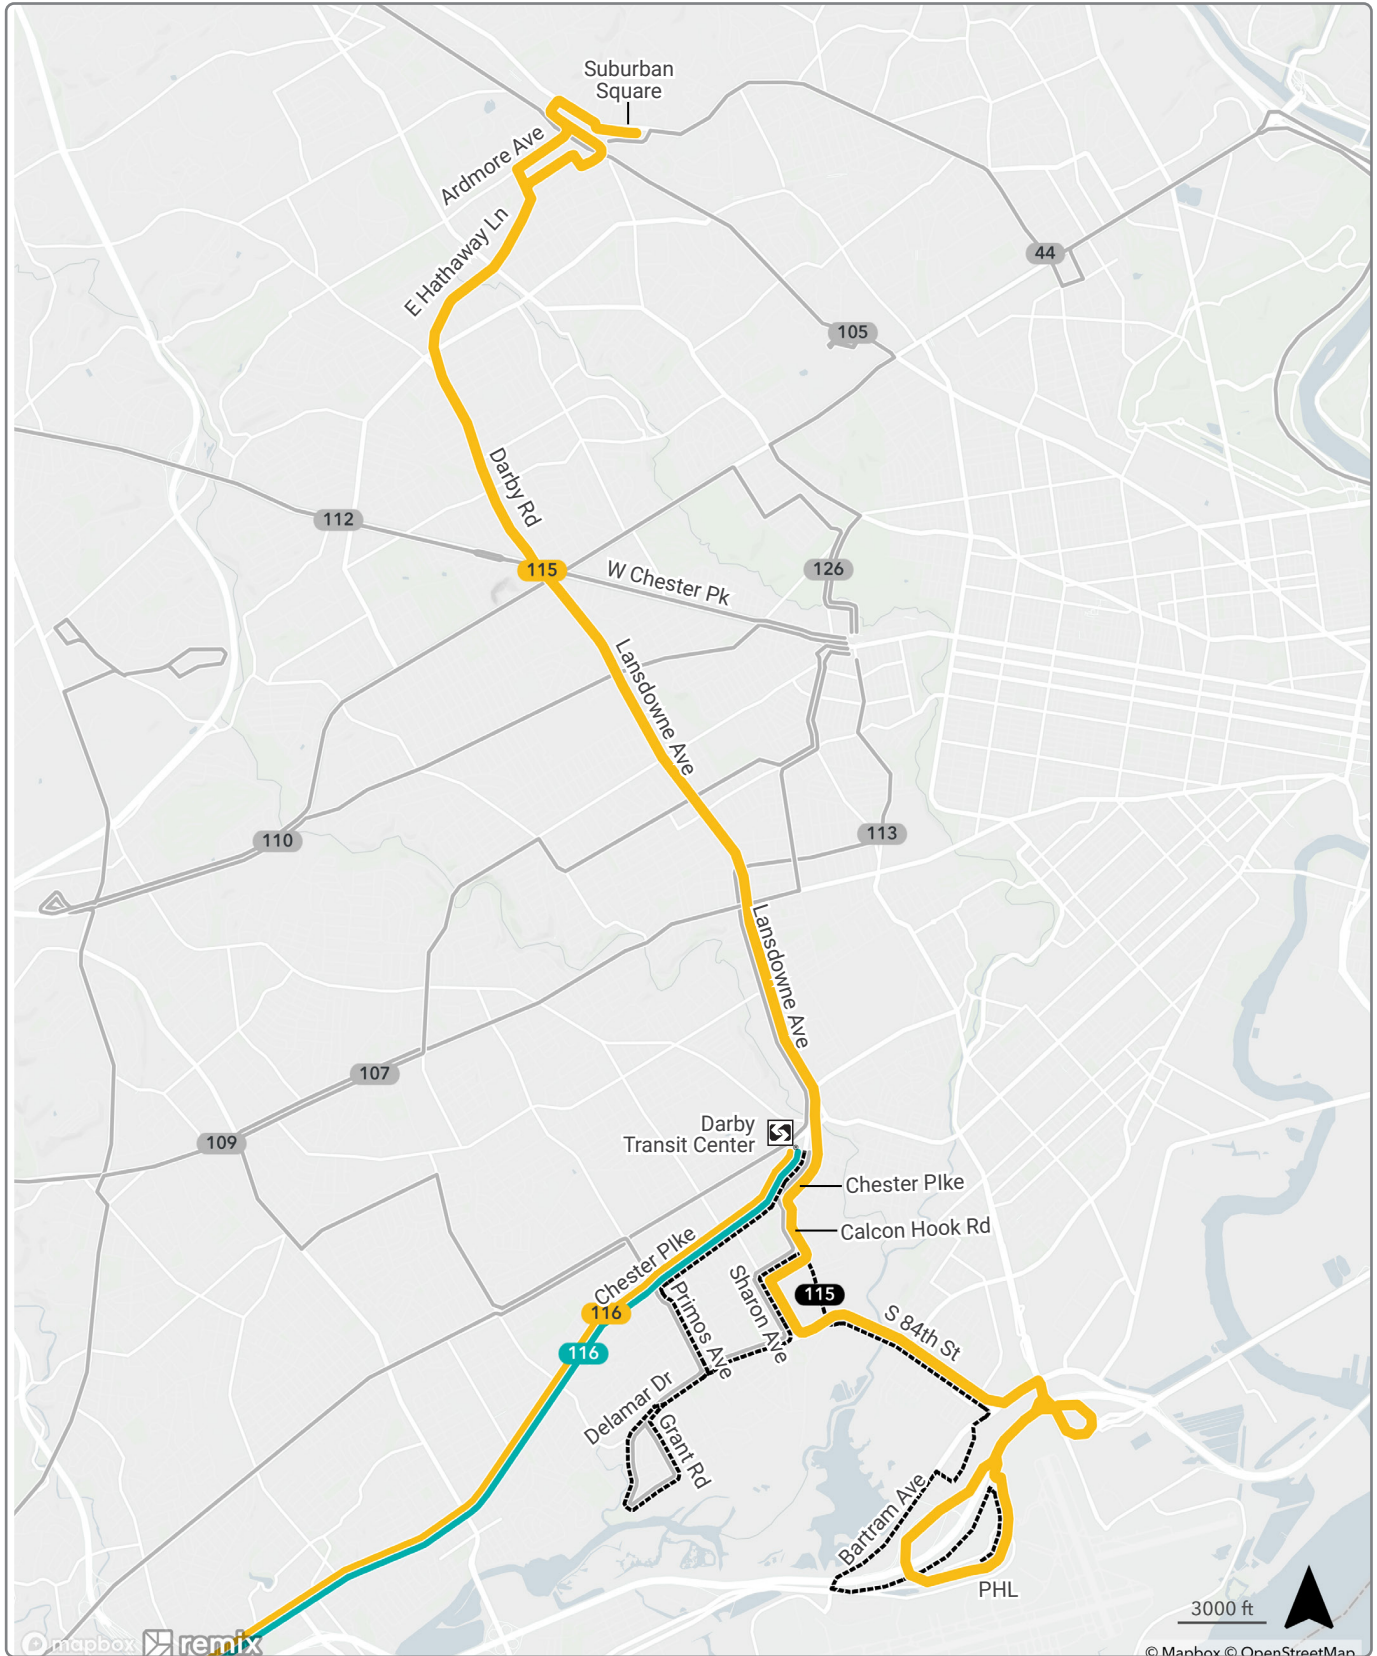 Suburban
Square
Ardmore Ave
E Hathaway Ln
44
105
Darby Rd
112
115
W Chester Pk
126
Lansdowne Ave
110
113
Lansdowne Ave
107
109
Darby
Transit Center
Chester PIke
Calcon Hook Rd
Chester PIke
Sharon Ave
115
116
Primos Ave
S 84th St
116
Delamar Dr
Grant Rd
Bartram Ave
PHL
3000 ft
mapbox
remix
© Mapbox © OpenStreetMap